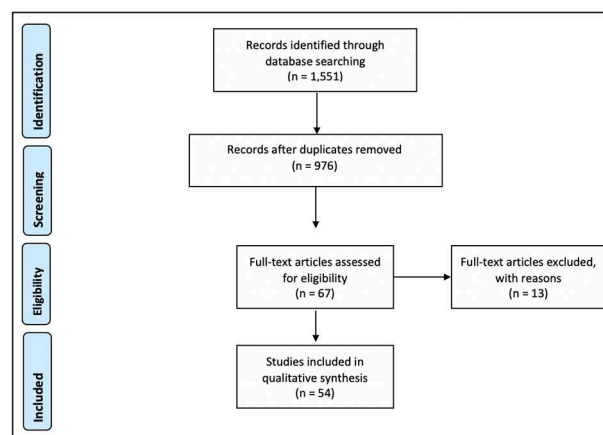 Identification
Records identified through
database searching
(n = 1,551)
Records after duplicates removed
(n = 976)
Screening
Eligibility
Full-text articles assessed
for eligibility
(n = 67)
Full-text articles excluded,
with reasons
(n = 13)
Included
Studies included in
qualitative synthesis
(n = 54)